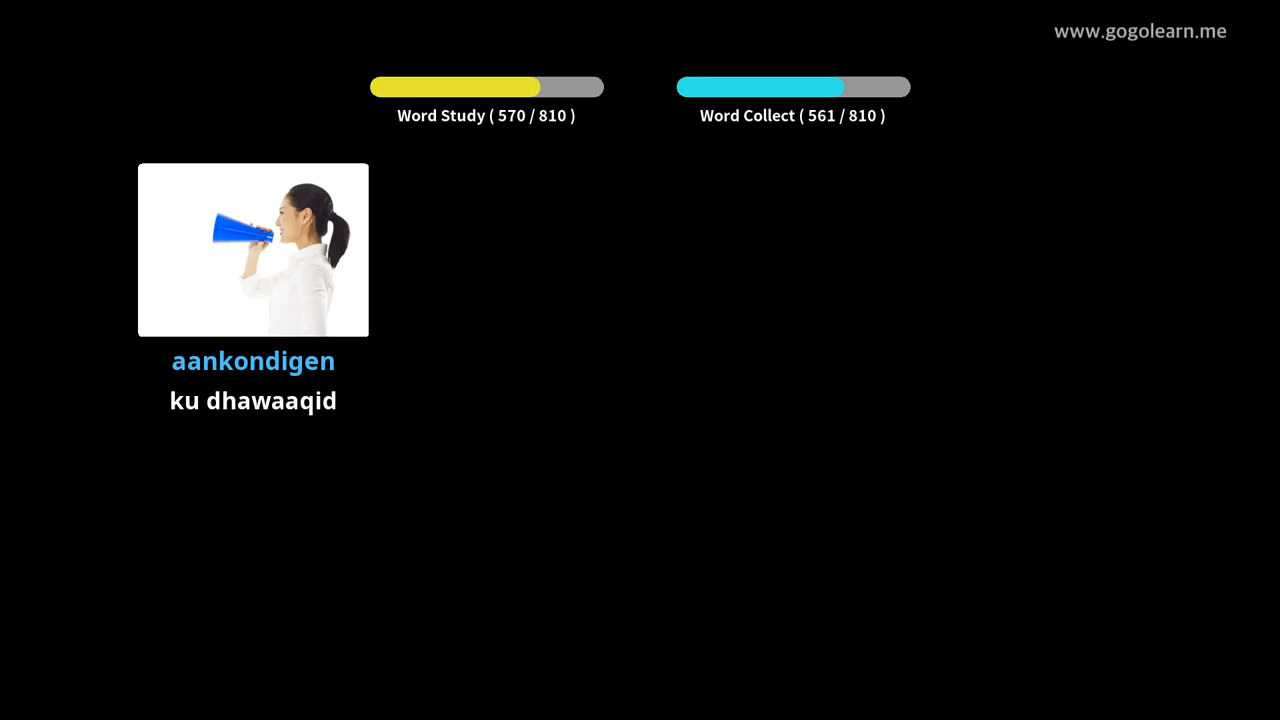 www.gogolearn.me
Word Study ( 570 / 810 )
Word Collect ( 561 / 810 )
aankondigen
ku dhawaaqid